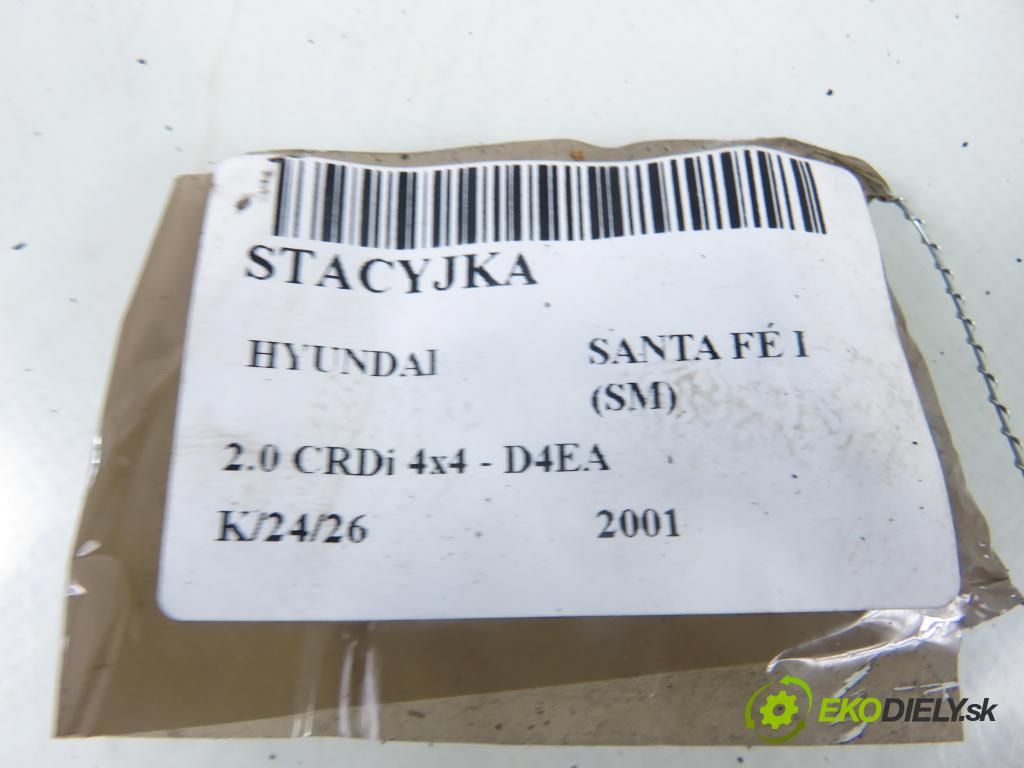 STACYJKA
HYUNDAI SANTA FÉ I
(SM)
2.0 CRDi 4x4 - D4EA
K/24/26 2001
EKODIELY.sk